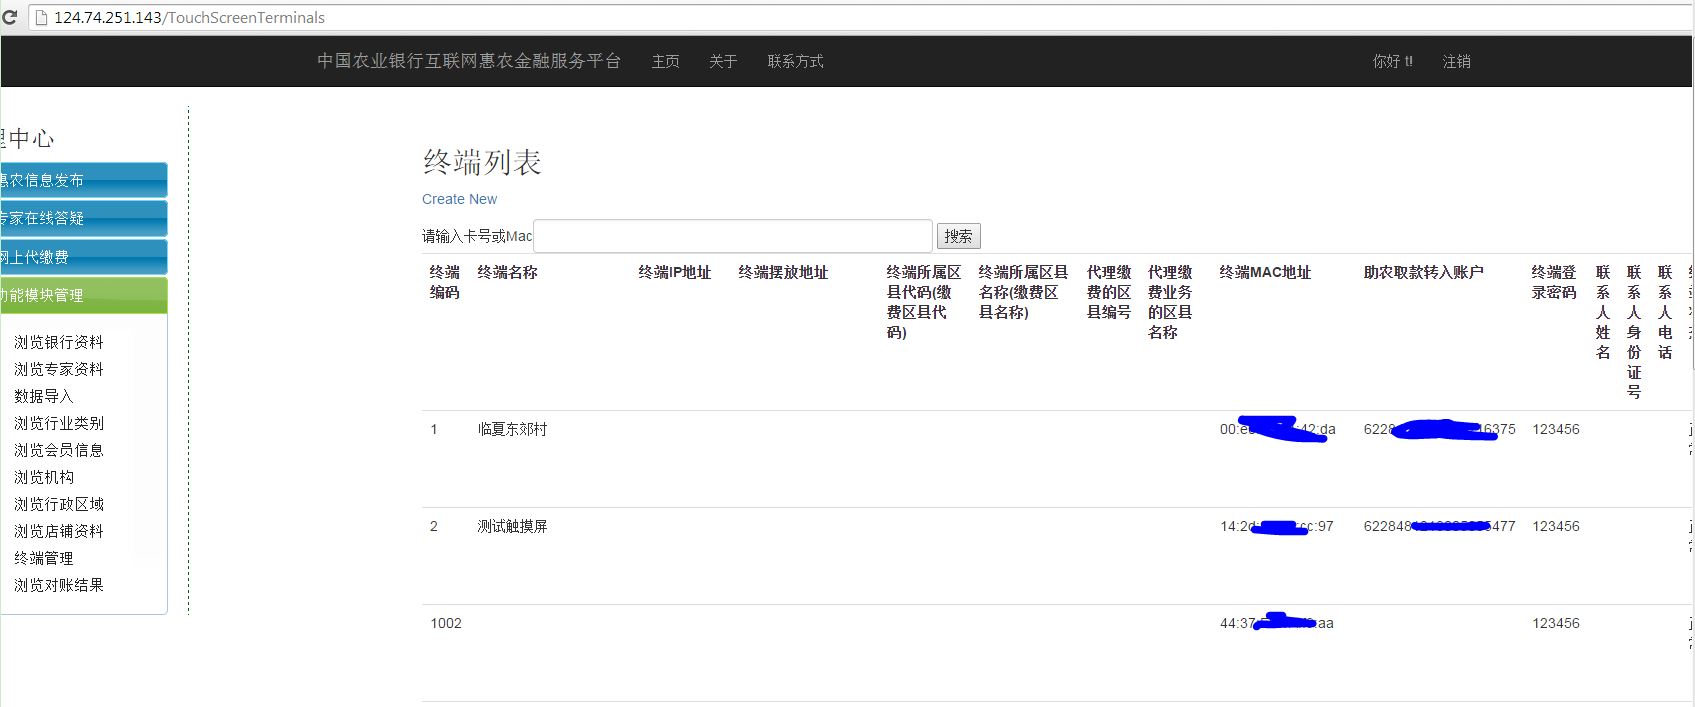 124.74.251.143/TouchScreenTerminals
中国农业银行互联网惠农金融服务平台 主页 关于 联系方式 你好 t! 注销
理中心
惠农信息发布
专家在线答疑
网上代缴费
功能模块管理
浏览银行资料
浏览专家资料
数据导入
浏览行业类别
浏览会员信息
浏览机构
浏览行政区域
浏览店铺资料
终端管理
浏览对账结果
终端列表
Create New
请输入卡号或Mac 搜索
终端编码 终端名称 终端IP地址 终端摆放地址 终端所属区县代码(缴费区县代码) 终端所属区县名称(缴费区县名称) 代理缴费的区县编号 代理缴费业务的区县名称 终端MAC地址 助农取款转入账户 终端登录密码 联系人姓名 联系人身份证号 联系人电话
1 临夏东郊村 00:e 42:da 6228 16375 123456
2 测试触摸屏 14:2d cc:97 622848 477 123456
1002 44:37 aa 123456